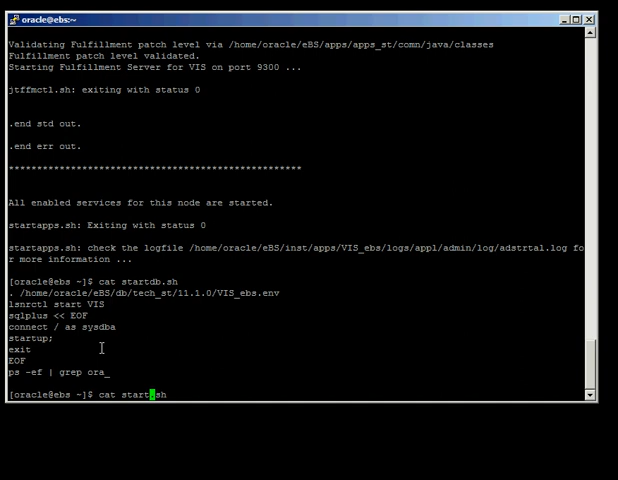 oracle@ebs:~
Validating Fulfillment patch level via /home/oracle/eBS/apps/apps_st/comn/java/classes
Fulfillment patch level validated.
Starting Fulfillment Server for VIS on port 9300 ...
jtffmctl.sh: exiting with status 0
.end std out.
.end err out.
****************************************************
All enabled services for this node are started.
startapps.sh: Exiting with status 0
startapps.sh: check the logfile /home/oracle/eBS/inst/apps/VIS_ebs/logs/appl/admin/log/adstrtal.log fo
r more information ...
[oracle@ebs ~]$ cat startdb.sh
. /home/oracle/eBS/db/tech_st/11.1.0/VIS_ebs.env
lsnrctl start VIS
sqlplus << EOF
connect / as sysdba
startup;
exit
EOF
ps -ef | grep ora_
[oracle@ebs ~]$ cat start.sh